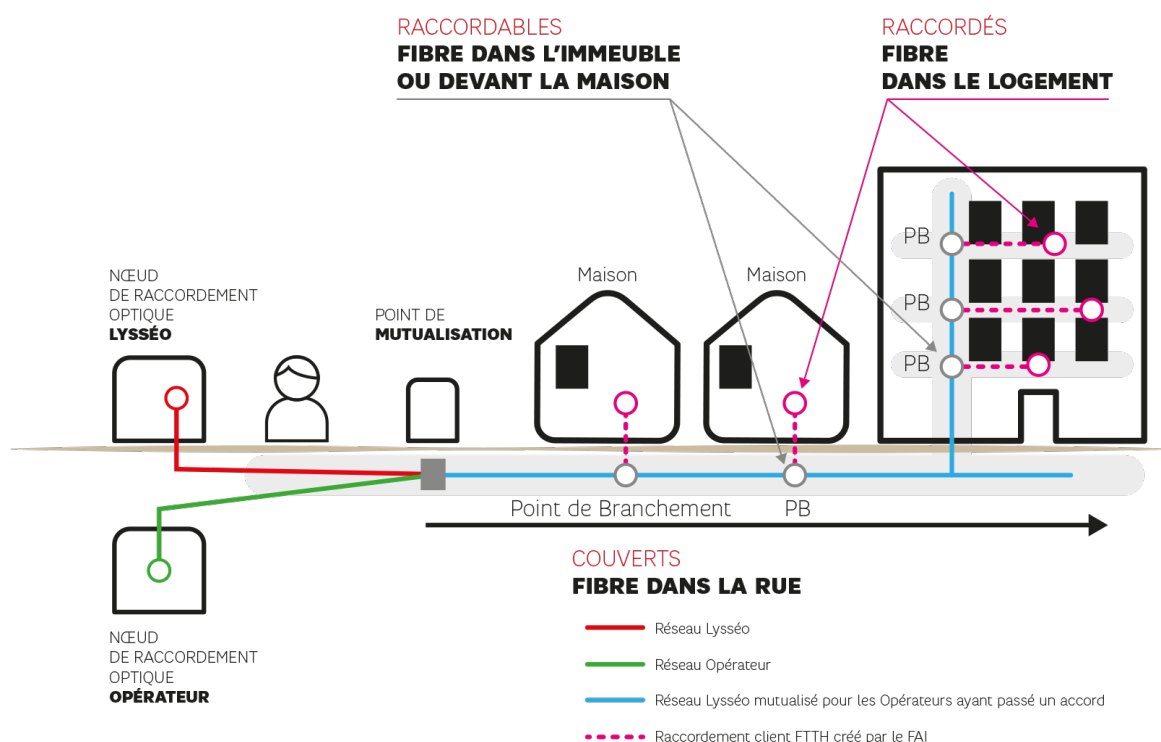 RACCORDABLES
FIBRE DANS L'IMMEUBLE
OU DEVANT LA MAISON
RACCORDÉS
FIBRE
DANS LE LOGEMENT
NŒUD
DE RACCORDEMENT
OPTIQUE
LYSSÉO
POINT DE
MUTUALISATION
Maison
Maison
PB
PB
PB
Point de Branchement
PB
COUVERTS
FIBRE DANS LA RUE
NŒUD
DE RACCORDEMENT
OPTIQUE
OPÉRATEUR
Réseau Lysséo
Réseau Opérateur
Réseau Lysséo mutualisé pour les Opérateurs ayant passé un accord
Raccordement client FTTH créé par le FAI